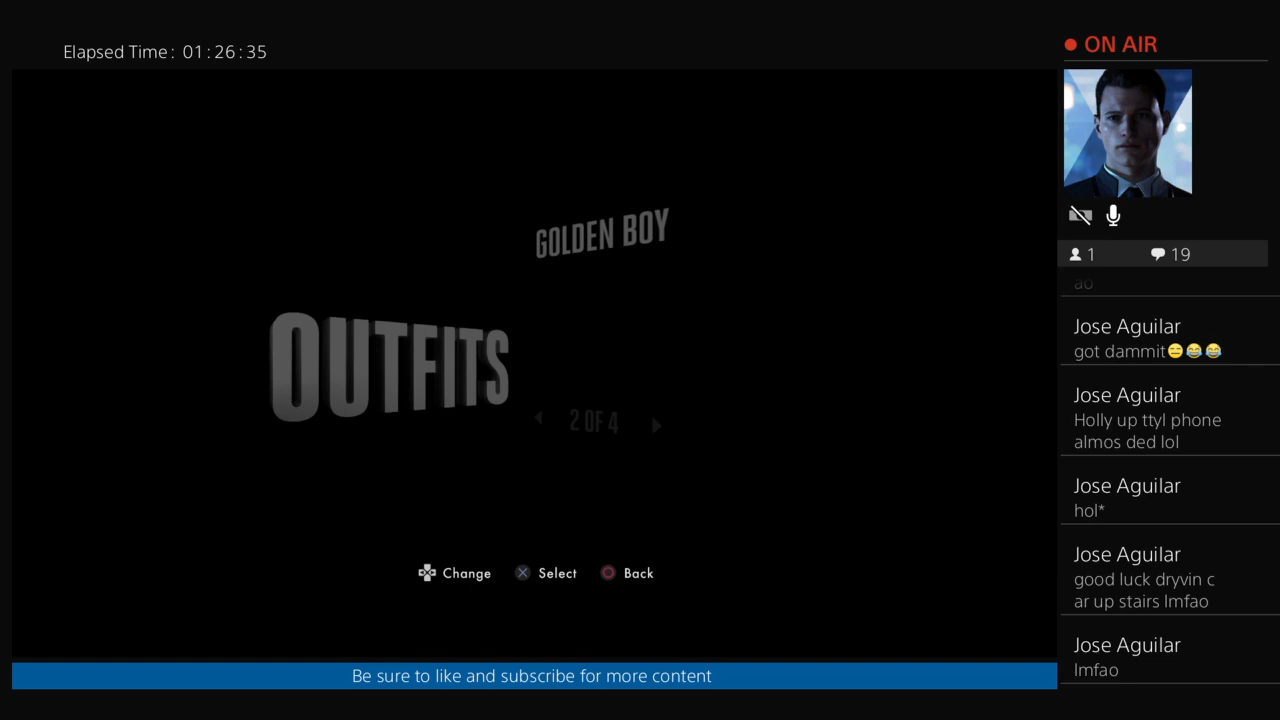 Elapsed Time: 01:26:35
ON AIR
1
19
ao
Jose Aguilar
got dammit😑😂😂
Jose Aguilar
Holly up ttyl phone
almos ded lol
Jose Aguilar
hol*
Jose Aguilar
good luck dryvin c
ar up stairs lmfao
Jose Aguilar
lmfao
GOLDEN BOY
OUTFITS
2 OF 4
Change
Select
Back
Be sure to like and subscribe for more content